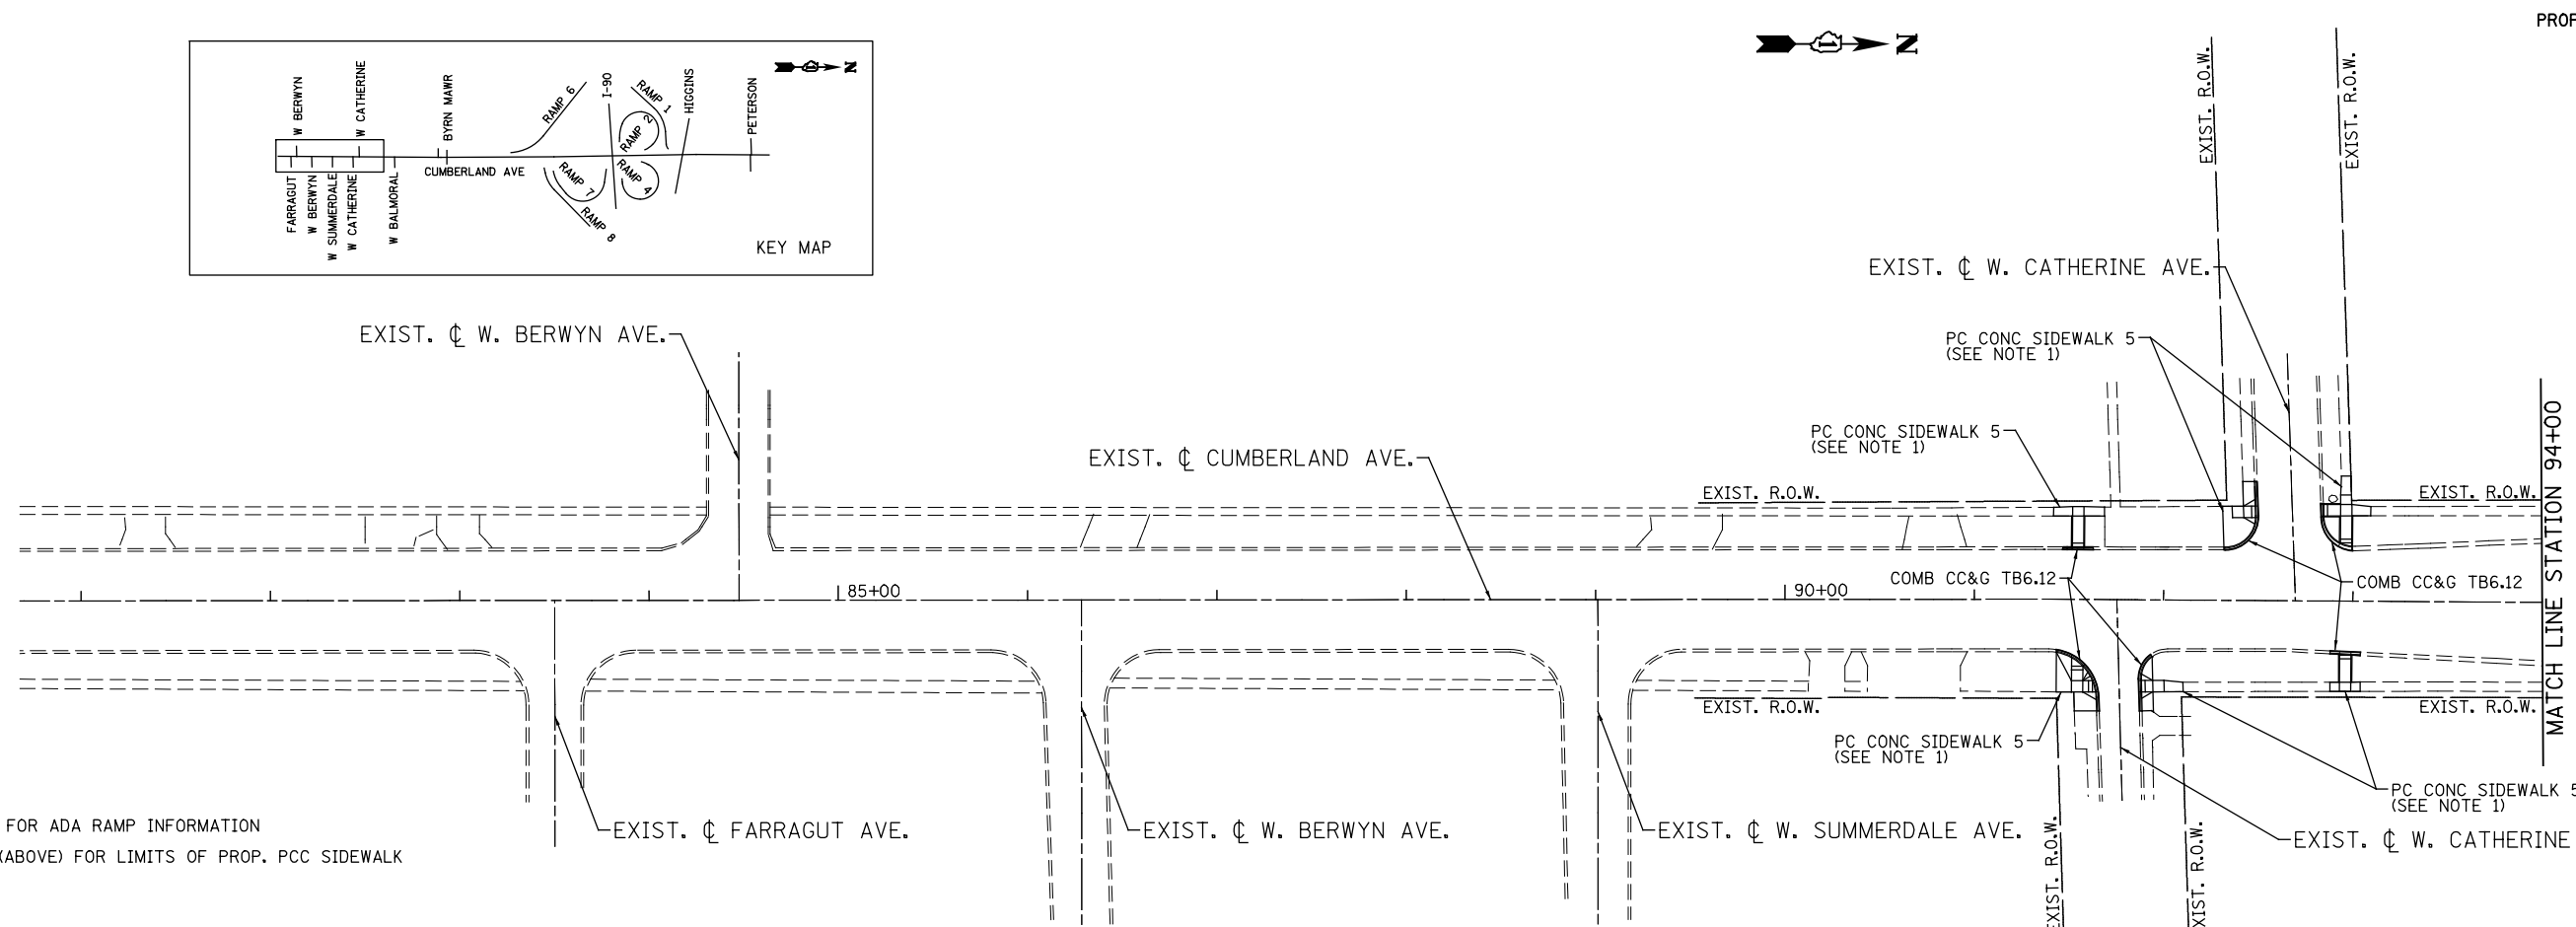 PROP
N
N
W BERWYN
W CATHERINE
BYRN MAWR
RAMP 6
I-90
RAMP 1
RAMP 2
HIGGINS
PETERSON
CUMBERLAND AVE
FARRAGUT
W BERWYN
W SUMMERDALE
W CATHERINE
W BALMORAL
RAMP 7
RAMP 8
RAMP 4
KEY MAP
EXIST. R.O.W.
EXIST. R.O.W.
EXIST. ℄ W. CATHERINE AVE.
EXIST. ℄ W. BERWYN AVE.
PC CONC SIDEWALK 5
(SEE NOTE 1)
PC CONC SIDEWALK 5
(SEE NOTE 1)
EXIST. ℄ CUMBERLAND AVE.
EXIST. R.O.W.
EXIST. R.O.W.
MATCH LINE STATION 94+00
85+00
90+00
COMB CC&G TB6.12
COMB CC&G TB6.12
EXIST. R.O.W.
EXIST. R.O.W.
PC CONC SIDEWALK 5
(SEE NOTE 1)
PC CONC SIDEWALK 5
(SEE NOTE 1)
FOR ADA RAMP INFORMATION
(ABOVE) FOR LIMITS OF PROP. PCC SIDEWALK
EXIST. ℄ FARRAGUT AVE.
EXIST. ℄ W. BERWYN AVE.
EXIST. ℄ W. SUMMERDALE AVE.
EXIST. ℄ W. CATHERINE
EXIST. R.O.W.
XIST. R.O.W.